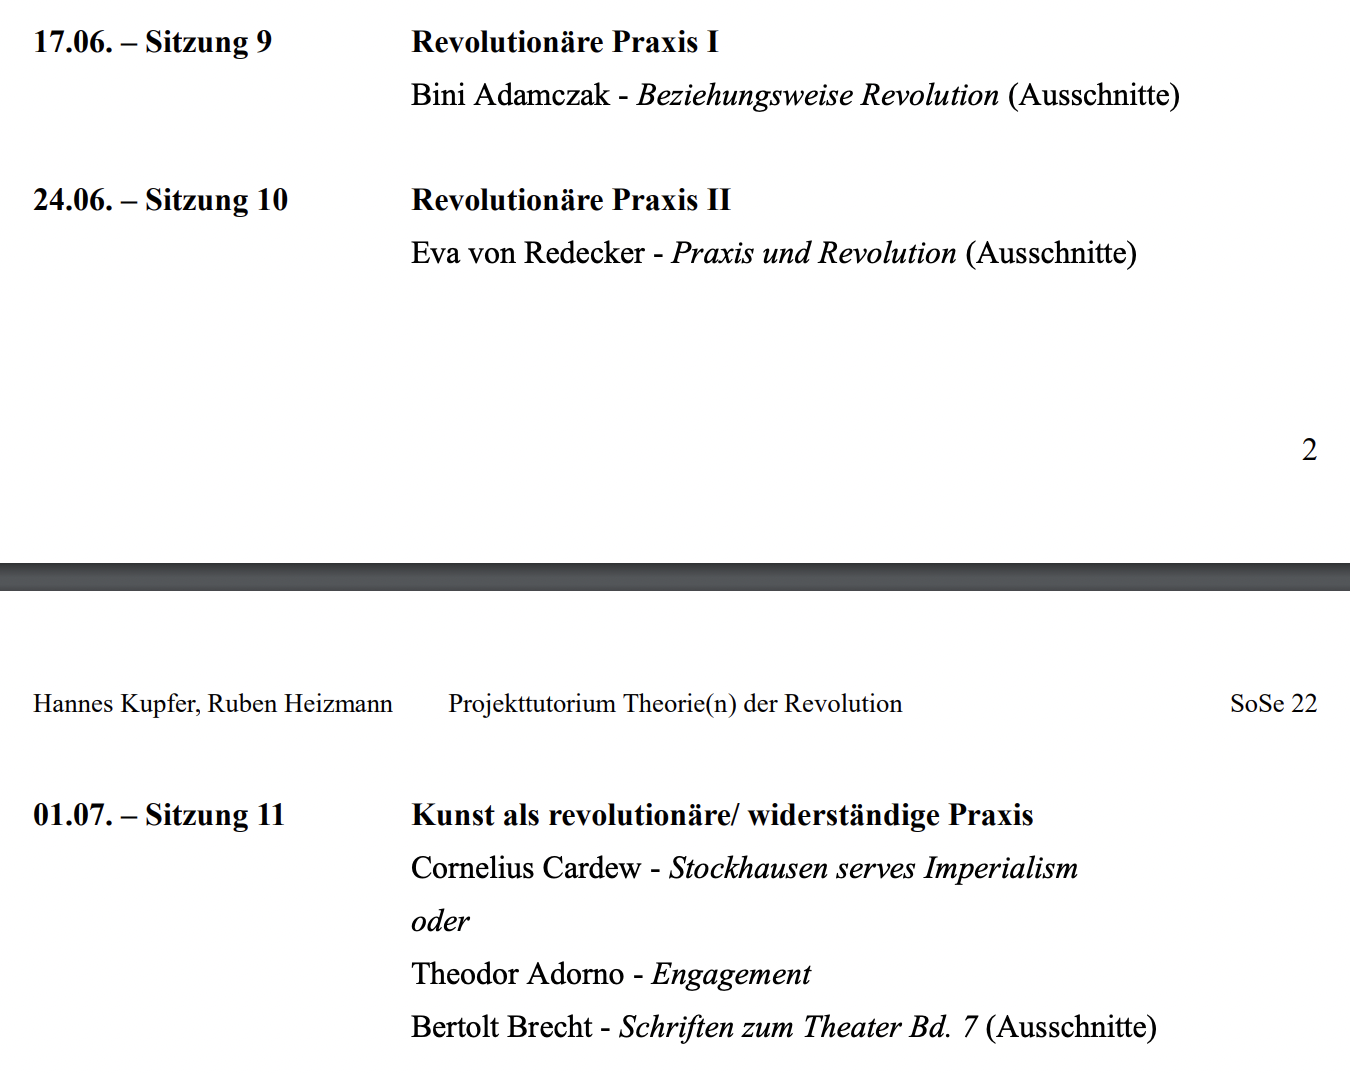 17.06. – Sitzung 9 Revolutionäre Praxis I
Bini Adamczak - Beziehungsweise Revolution (Ausschnitte)
24.06. – Sitzung 10 Revolutionäre Praxis II
Eva von Redecker - Praxis und Revolution (Ausschnitte)
2
Hannes Kupfer, Ruben Heizmann Projekttutorium Theorie(n) der Revolution SoSe 22
01.07. – Sitzung 11 Kunst als revolutionäre/ widerständige Praxis
Cornelius Cardew - Stockhausen serves Imperialism
oder
Theodor Adorno - Engagement
Bertolt Brecht - Schriften zum Theater Bd. 7 (Ausschnitte)